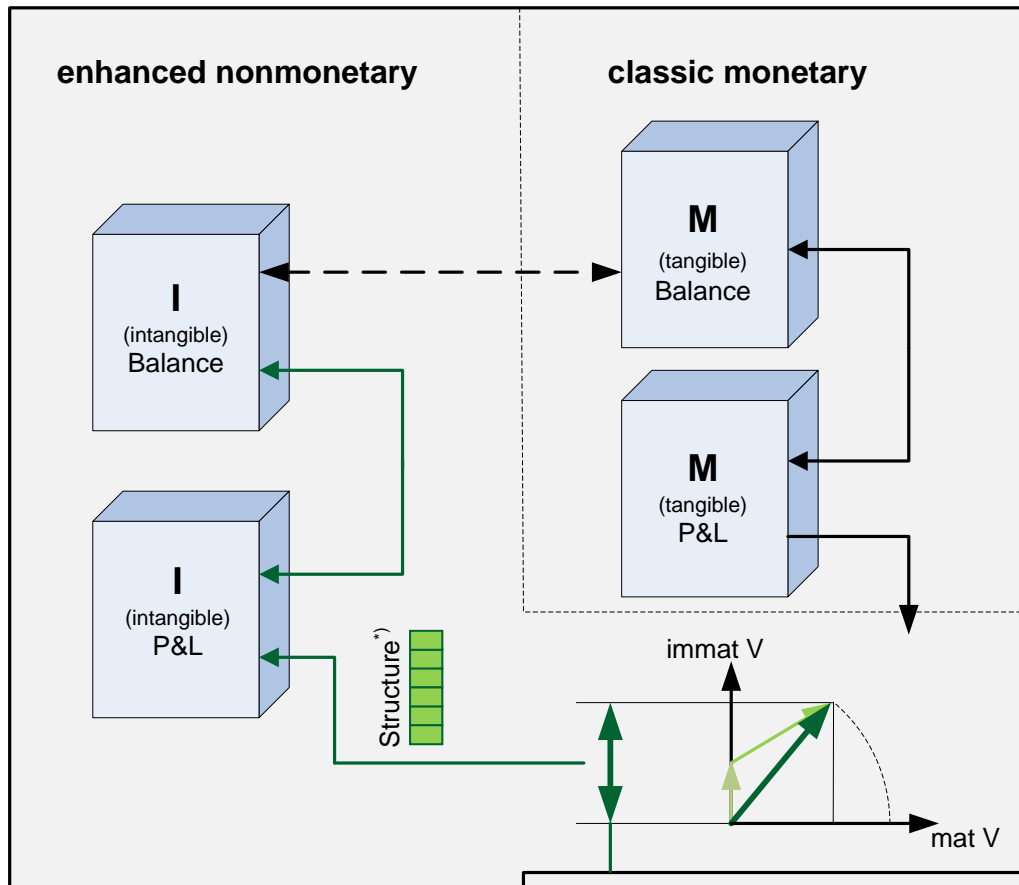 enhanced nonmonetary
classic monetary
M
(tangible)
Balance
I
(intangible)
Balance
M
(tangible)
P&L
I
(intangible)
P&L
Structure*)
immat V
mat V